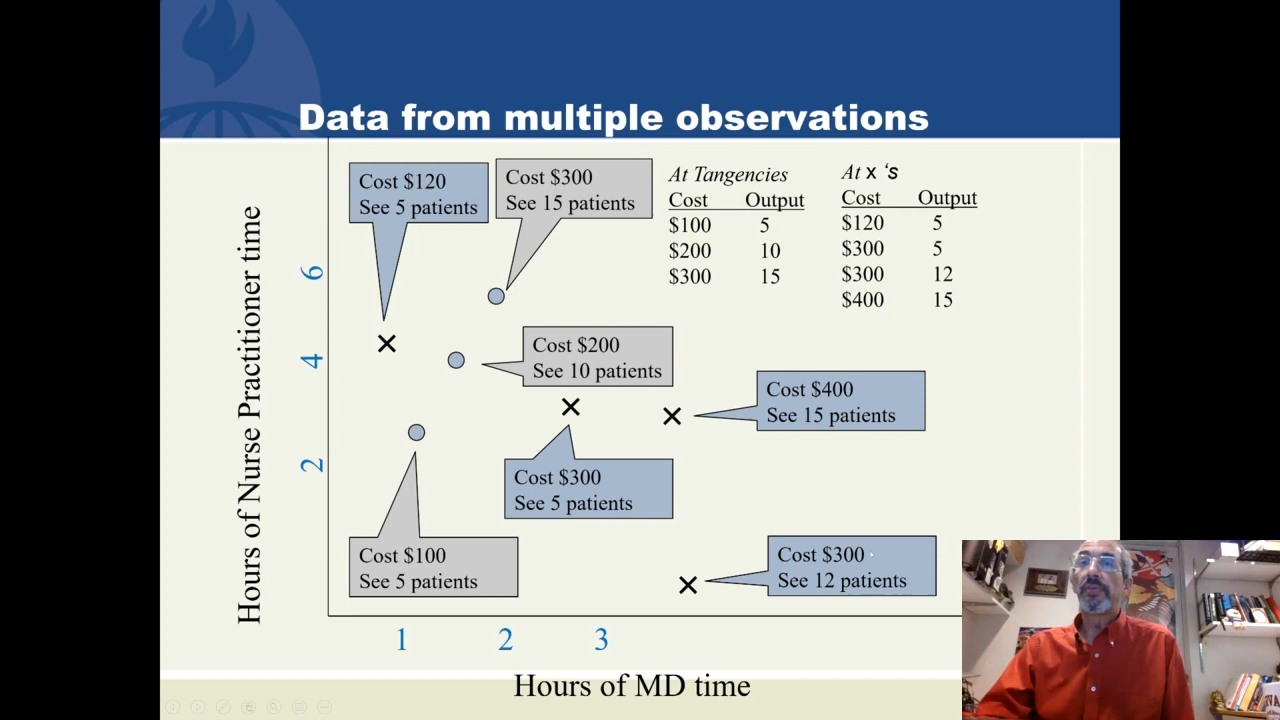 Data from multiple observations
Cost $120
See 5 patients
Cost $300
See 15 patients
At Tangencies
Cost Output
$100 5
$200 10
$300 15
At x 's
Cost Output
$120 5
$300 5
$300 12
$400 15
Hours of Nurse Practitioner time
6
4
2
Cost $200
See 10 patients
Cost $400
See 15 patients
Cost $300
See 5 patients
Cost $100
See 5 patients
Cost $300
See 12 patients
1 2 3
Hours of MD time